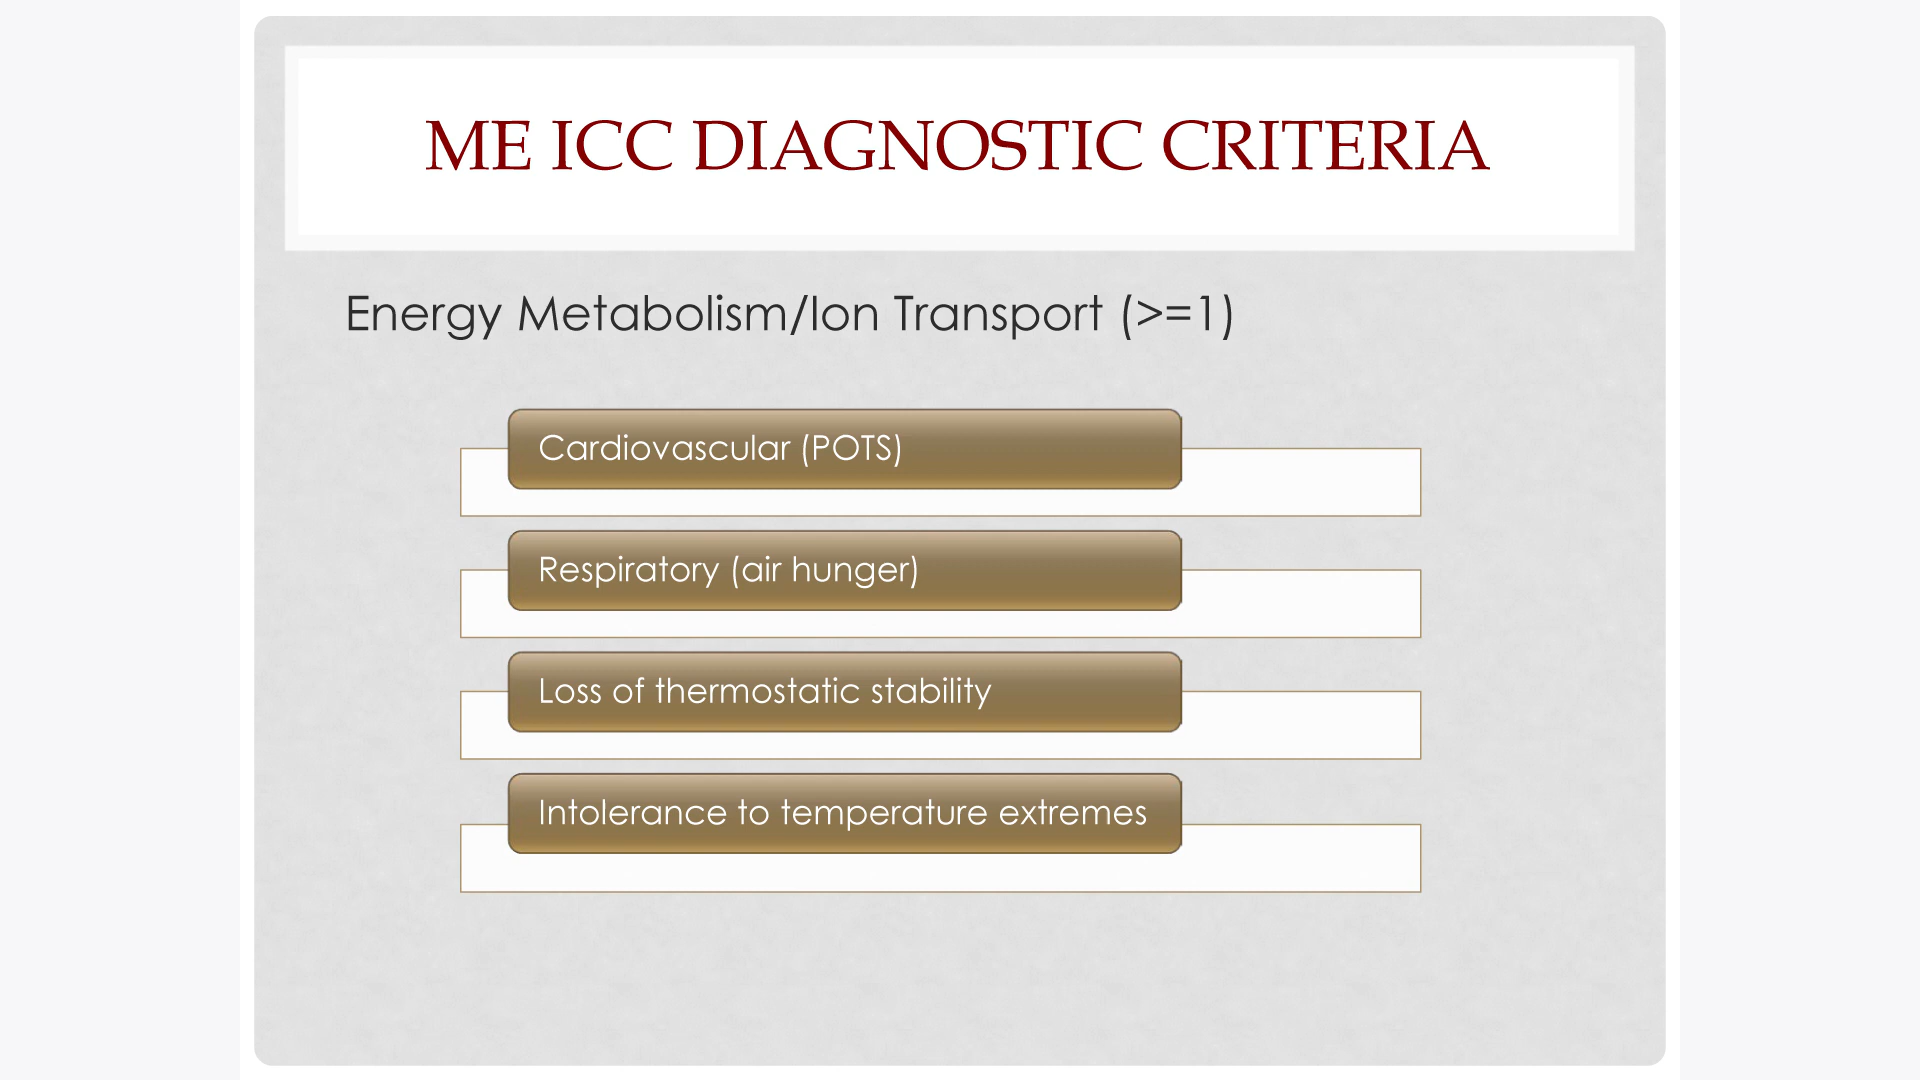 ME ICC DIAGNOSTIC CRITERIA
Energy Metabolism/Ion Transport (>=1)
Cardiovascular (POTS)
Respiratory (air hunger)
Loss of thermostatic stability
Intolerance to temperature extremes